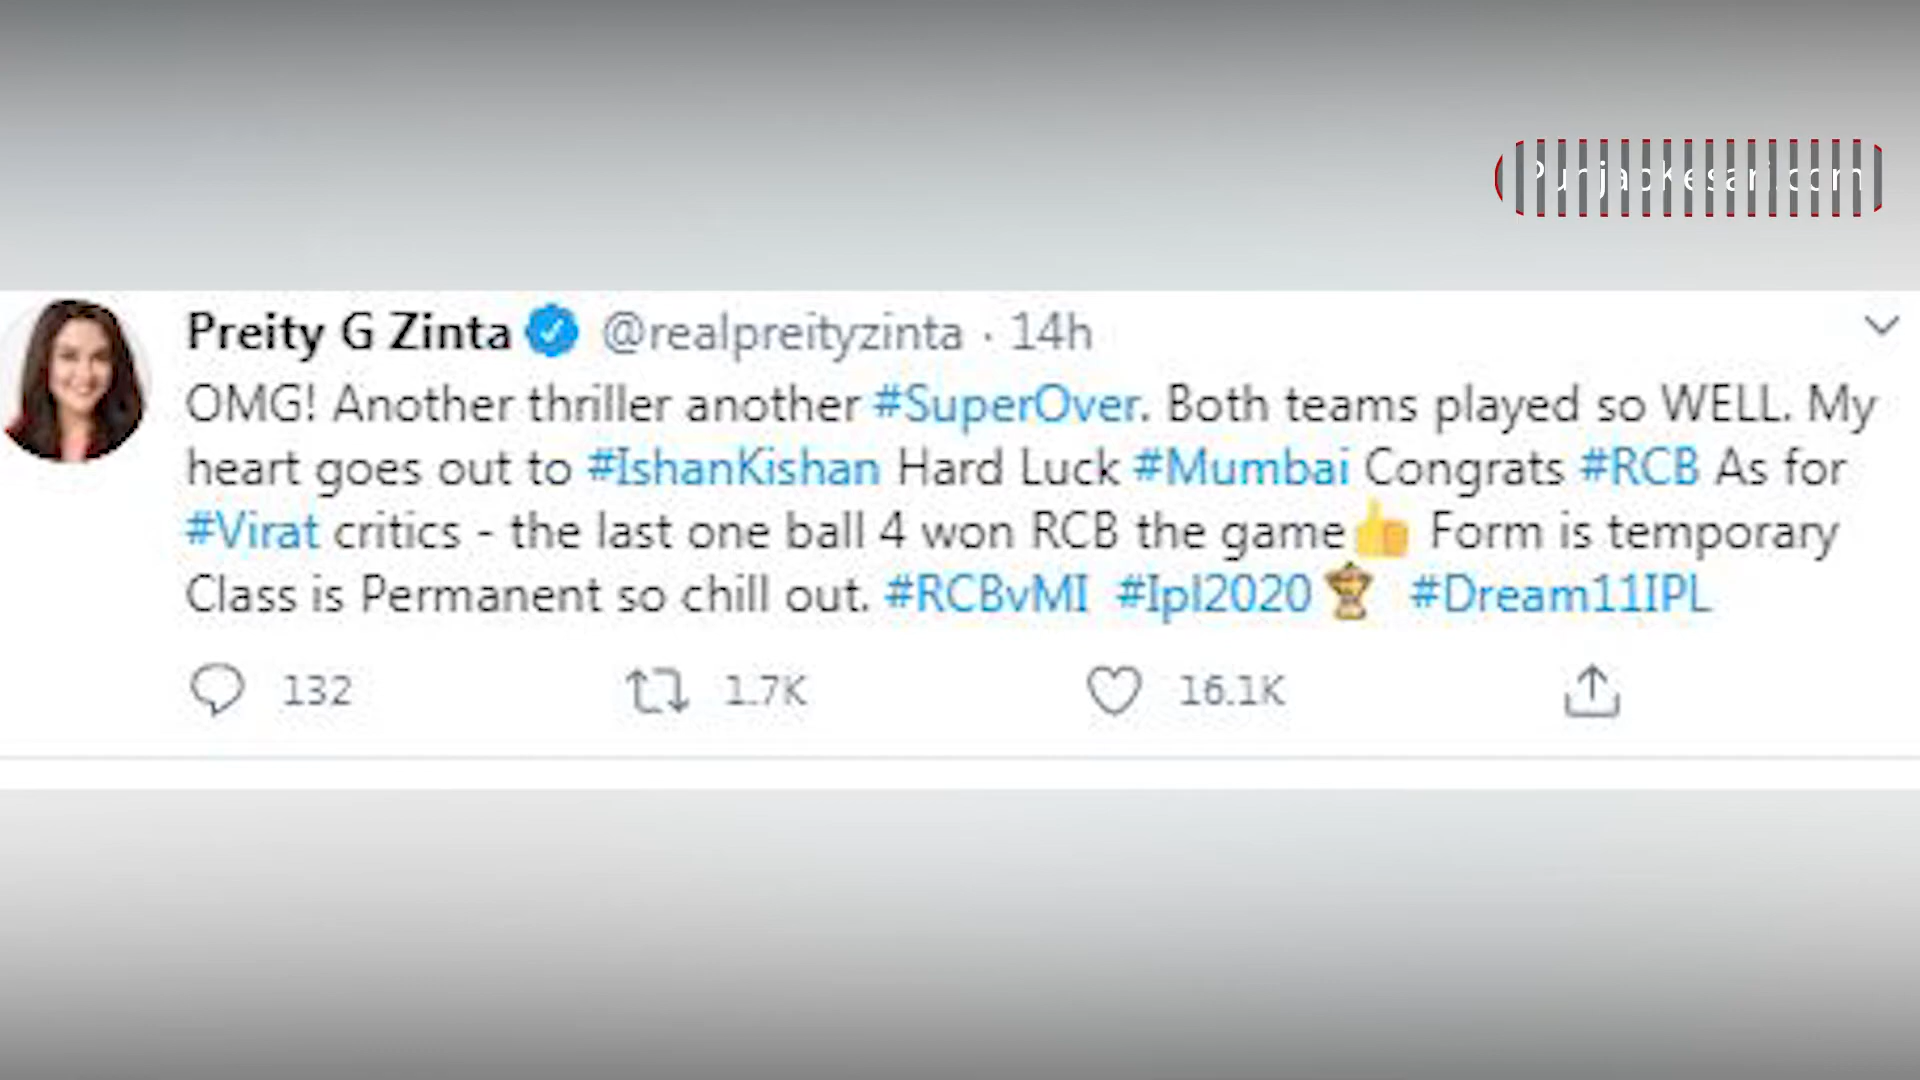 PunjabKesari.com
Preity G Zinta @realpreityzinta · 14h
OMG! Another thriller another #SuperOver. Both teams played so WELL. My
heart goes out to #IshanKishan Hard Luck #Mumbai Congrats #RCB As for
#Virat critics - the last one ball 4 won RCB the game👍 Form is temporary
Class is Permanent so chill out. #RCBvMI #Ipl2020🏆 #Dream11IPL
132 1.7K 16.1K